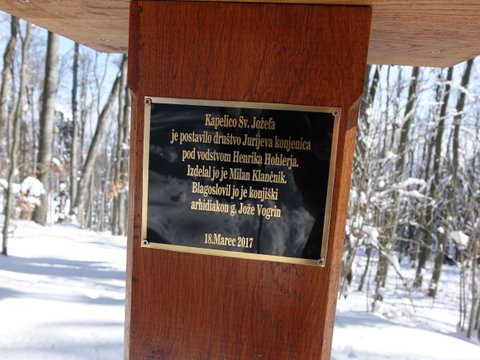 Kapelico Sv. Jožefa
je postavilo društvo Jurijeva konjenica
pod vodstvom Henrika Hohlerja.
Izdelal jo je Milan Klančnik.
Blagoslovil jo je konjiški
arhidiakon g. Jože Vogrin
18.Marec 2017